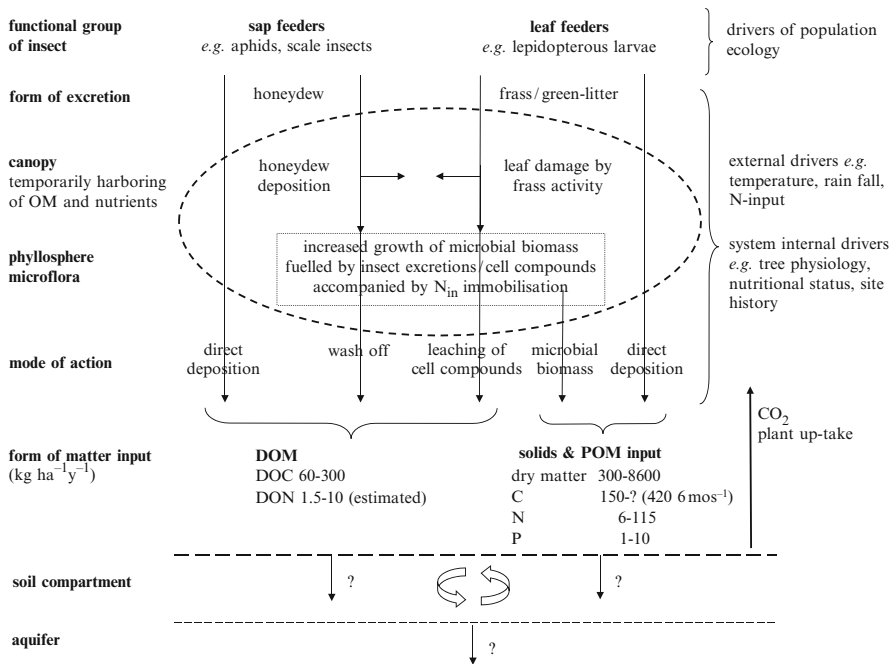 functional group
of insect
sap feeders
e.g. aphids, scale insects
leaf feeders
e.g. lepidopterous larvae
drivers of population
ecology
form of excretion
honeydew
frass/green-litter
canopy
temporarily harboring
of OM and nutrients
honeydew
deposition
leaf damage by
frass activity
external drivers e.g.
temperature, rain fall,
N-input
phyllosphere
microflora
increased growth of microbial biomass
fuelled by insect excretions/cell compounds
accompanied by N_in immobilisation
system internal drivers
e.g. tree physiology,
nutritional status, site
history
mode of action
direct
deposition
wash off
leaching of
cell compounds
microbial
biomass
direct
deposition
CO₂
plant up-take
form of matter input
(kg ha⁻¹y⁻¹)
DOM
DOC 60-300
DON 1.5-10 (estimated)
solids & POM input
dry matter 300-8600
C 150-? (420 6 mos⁻¹)
N 6-115
P 1-10
soil compartment
?
?
aquifer
?